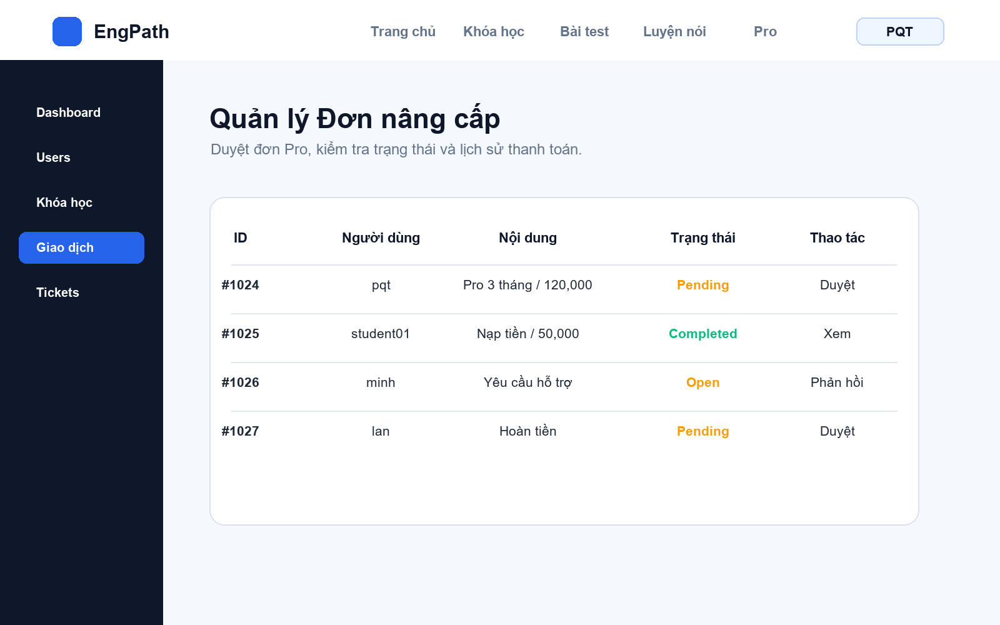 EngPath
Trang chủ Khóa học Bài test Luyện nói Pro PQT
Dashboard
Users
Khóa học
Giao dịch
Tickets
Quản lý Đơn nâng cấp
Duyệt đơn Pro, kiểm tra trạng thái và lịch sử thanh toán.
ID Người dùng Nội dung Trạng thái Thao tác
#1024 pqt Pro 3 tháng / 120,000 Pending Duyệt
#1025 student01 Nạp tiền / 50,000 Completed Xem
#1026 minh Yêu cầu hỗ trợ Open Phản hồi
#1027 lan Hoàn tiền Pending Duyệt